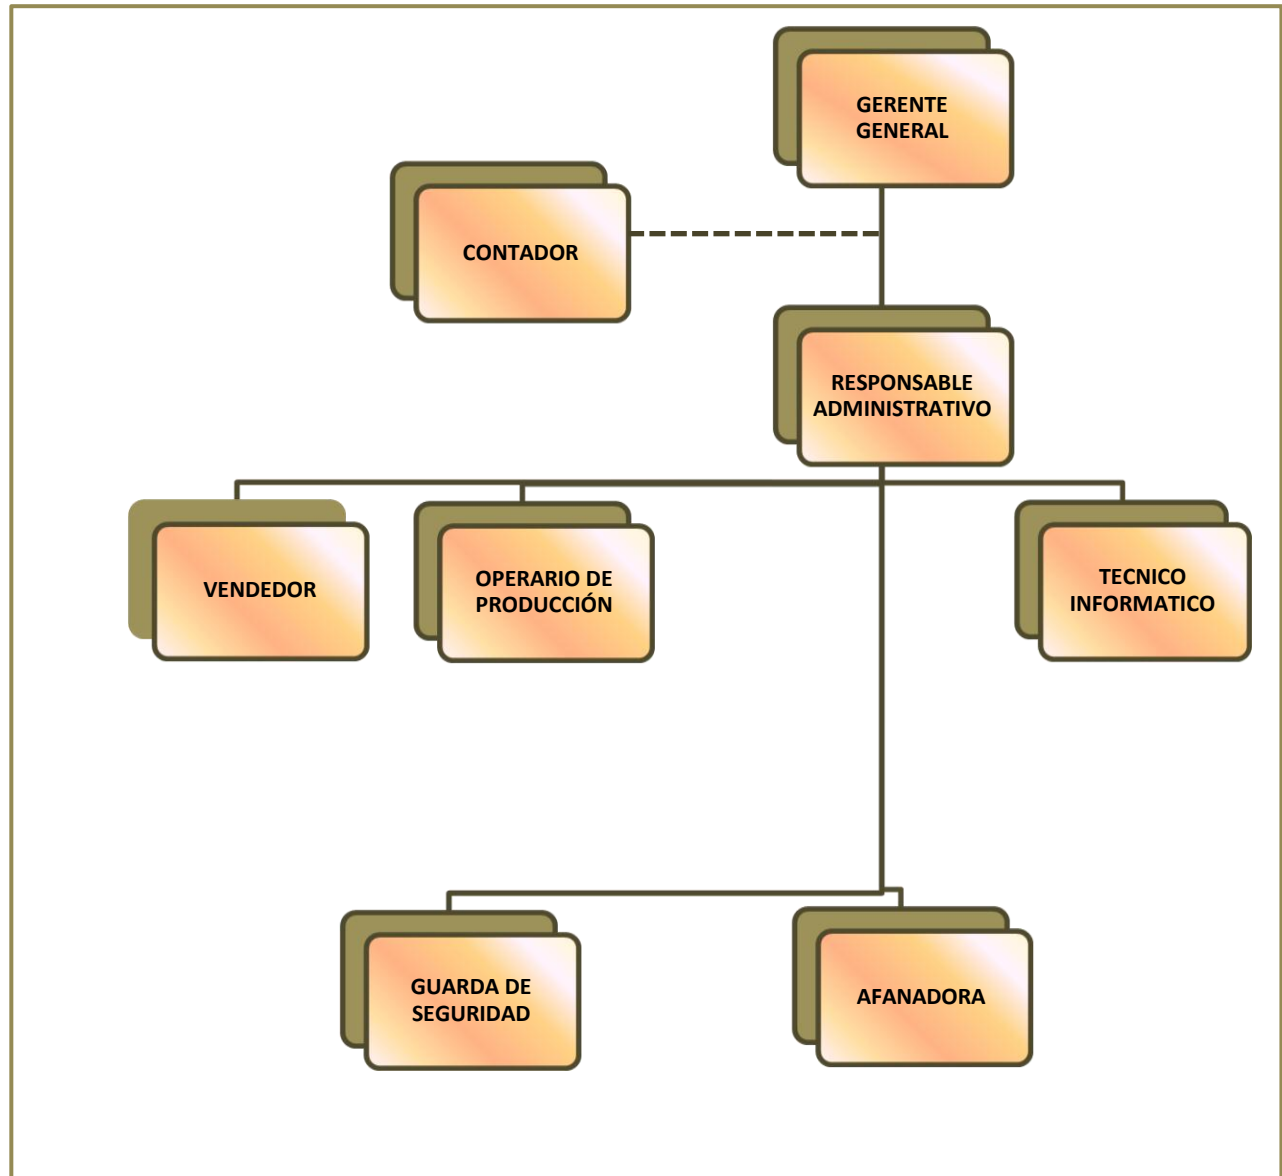 GERENTE
GENERAL
CONTADOR
RESPONSABLE
ADMINISTRATIVO
VENDEDOR
OPERARIO DE
PRODUCCIÓN
TECNICO
INFORMATICO
GUARDA DE
SEGURIDAD
AFANADORA